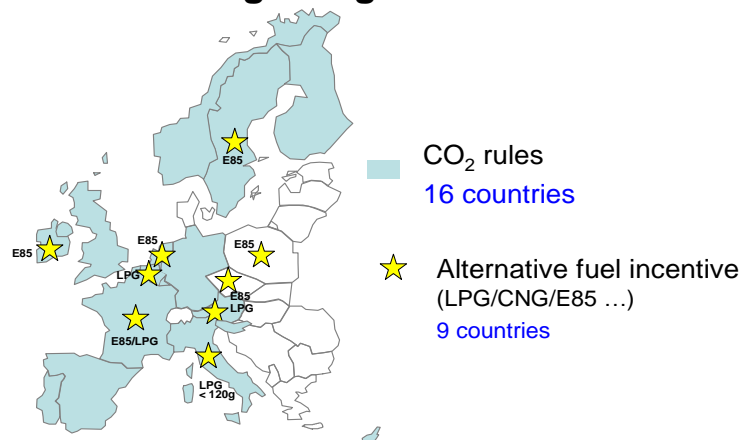 E85
E85
E85
E85
LPG
E85
LPG
E85/LPG
LPG
< 120g
CO₂ rules
16 countries
Alternative fuel incentive
(LPG/CNG/E85 ...)
9 countries